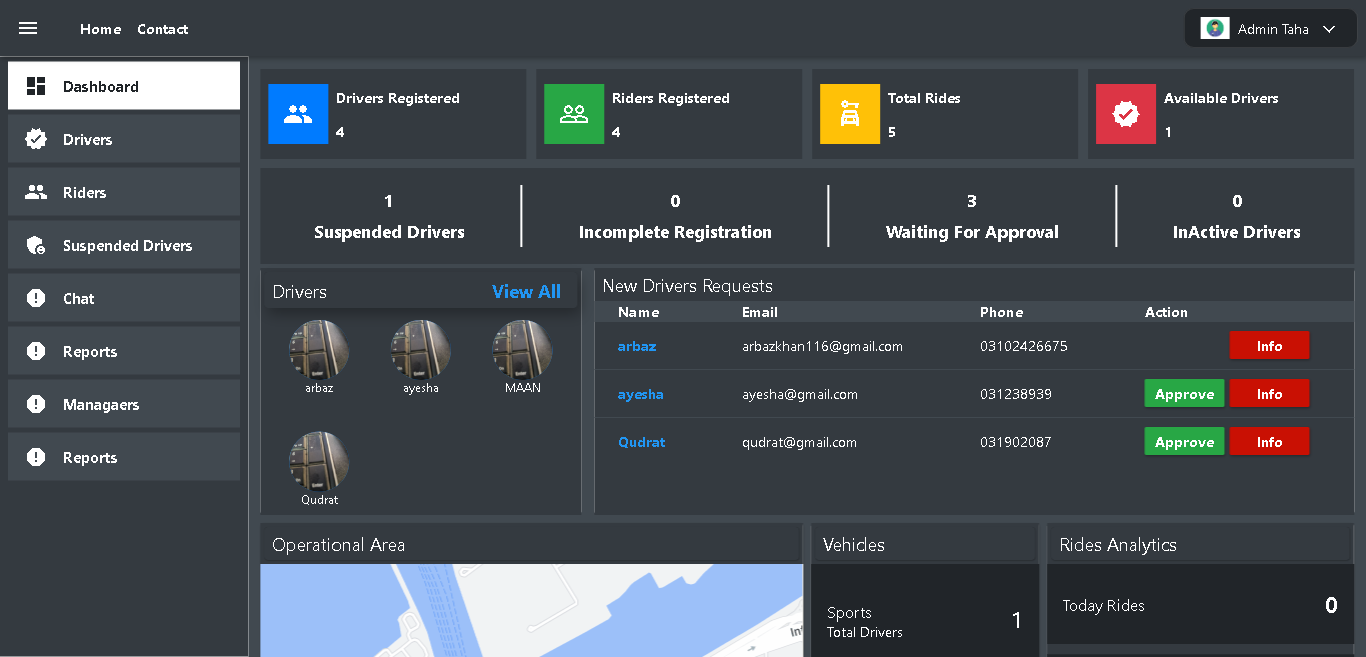 Home Contact
Admin Taha
Dashboard
Drivers
Riders
Suspended Drivers
Chat
Reports
Managaers
Reports
Drivers Registered
4
Riders Registered
4
Total Rides
5
Available Drivers
1
1
Suspended Drivers
0
Incomplete Registration
3
Waiting For Approval
0
InActive Drivers
Drivers View All
arbaz ayesha MAAN
Qudrat
New Drivers Requests
Name Email Phone Action
arbaz arbazkhan116@gmail.com 03102426675 Info
ayesha ayesha@gmail.com 031238939 Approve Info
Qudrat qudrat@gmail.com 031902087 Approve Info
Operational Area
Vehicles
Sports
Total Drivers
1
Rides Analytics
Today Rides 0